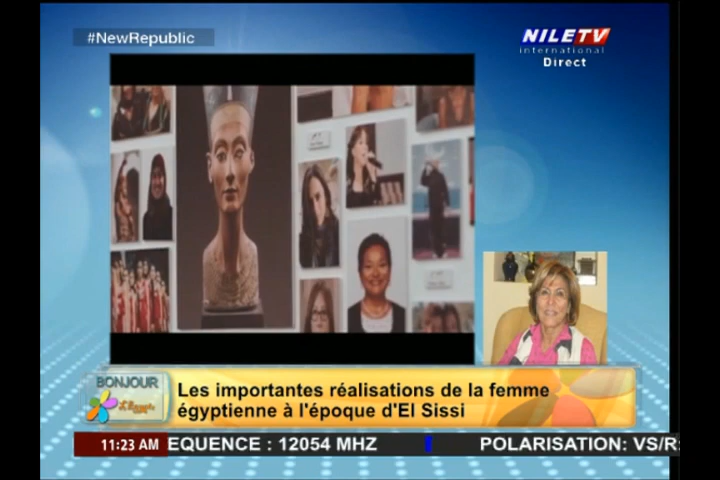 #NewRepublic
NILETV
international
Direct
BONJOUR
Les importantes réalisations de la femme
égyptienne à l'époque d'El Sissi
11:23 AM EQUENCE : 12054 MHZ POLARISATION: VS/R: